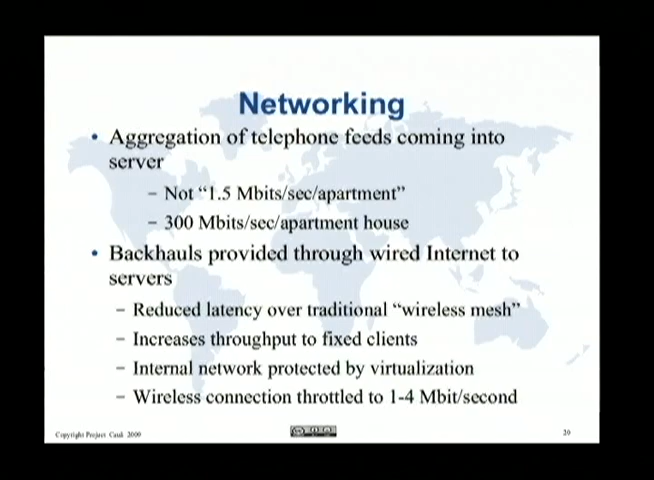 Networking
• Aggregation of telephone feeds coming into
server
– Not “1.5 Mbits/sec/apartment”
– 300 Mbits/sec/apartment house
• Backhauls provided through wired Internet to
servers
– Reduced latency over traditional “wireless mesh”
– Increases throughput to fixed clients
– Internal network protected by virtualization
– Wireless connection throttled to 1-4 Mbit/second
Copyright Project Cauã 2009